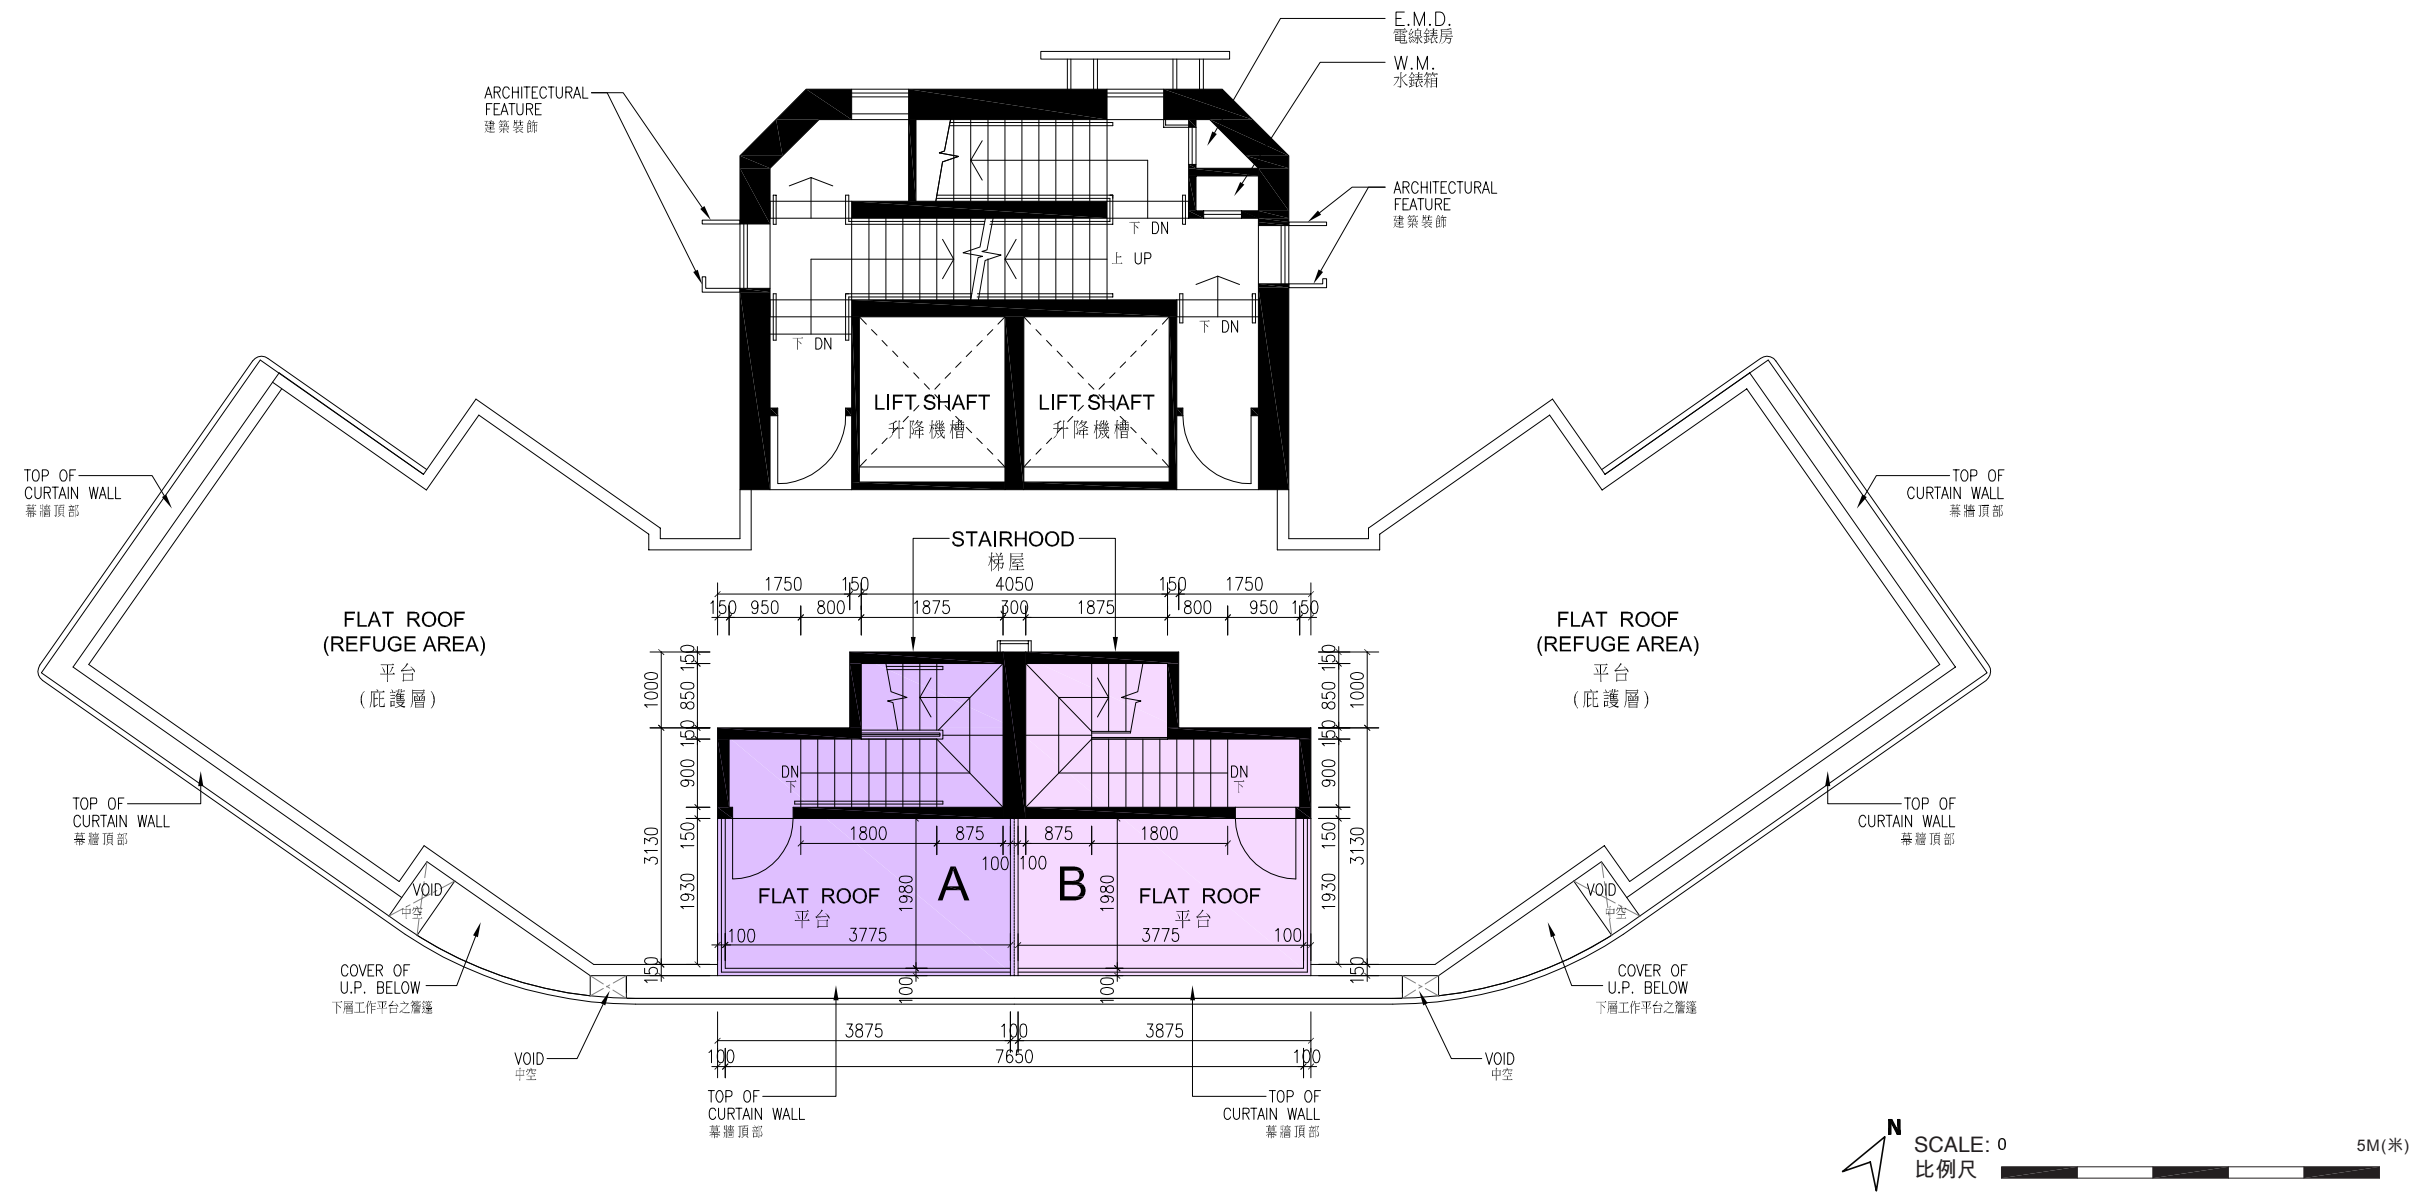 E.M.D.
電線錶房
W.M.
水錶箱
ARCHITECTURAL
FEATURE
建築裝飾
ARCHITECTURAL
FEATURE
建築裝飾
下 DN
上 UP
下 DN
下 DN
LIFT SHAFT
升降機槽
LIFT SHAFT
升降機槽
TOP OF
CURTAIN WALL
幕牆頂部
TOP OF
CURTAIN WALL
幕牆頂部
STAIRHOOD
梯屋
1750 150 4050 150 1750
150 950 800 1875 300 1875 800 950 150
FLAT ROOF
(REFUGE AREA)
平台
(庇護層)
FLAT ROOF
(REFUGE AREA)
平台
(庇護層)
1000
3130
150
850
150
900
150
1930
150
150
850
150
900
150
1930
150
1000
3130
DN
下
DN
下
1800 875 875 1800
100 100
A
B
FLAT ROOF
平台
FLAT ROOF
平台
1980
1980
100 3775 3775 100
100
100
TOP OF
CURTAIN WALL
幕牆頂部
TOP OF
CURTAIN WALL
幕牆頂部
VOID
中空
VOID
中空
COVER OF
U.P. BELOW
下層工作平台之簷篷
COVER OF
U.P. BELOW
下層工作平台之簷篷
3875 100 3875
100 7650 100
VOID
中空
VOID
中空
TOP OF
CURTAIN WALL
幕牆頂部
TOP OF
CURTAIN WALL
幕牆頂部
N
SCALE: 0 5M(米)
比例尺